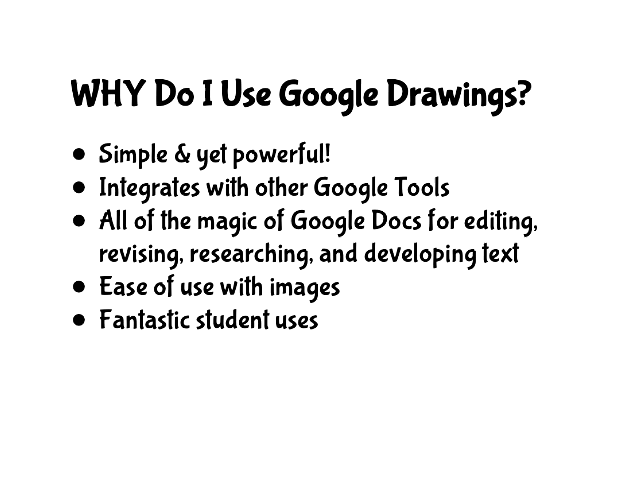 WHY Do I Use Google Drawings?
● Simple & yet powerful!
● Integrates with other Google Tools
● All of the magic of Google Docs for editing,
revising, researching, and developing text
● Ease of use with images
● Fantastic student uses